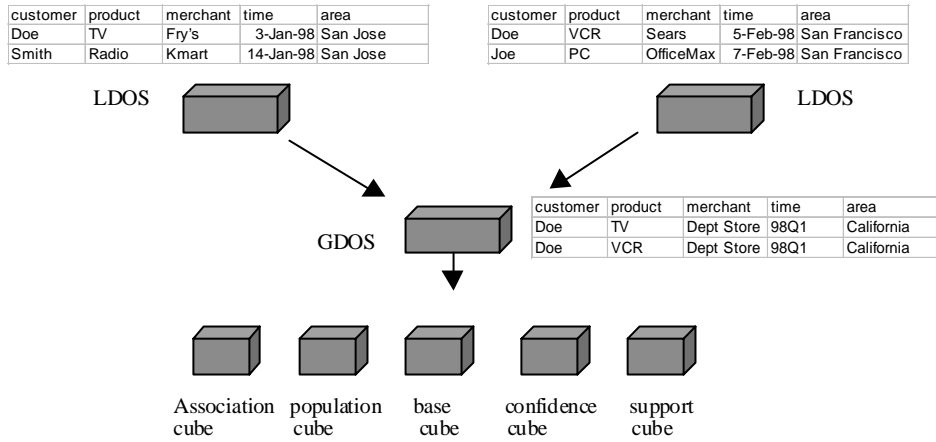 customer product merchant time area
Doe TV Fry's 3-Jan-98 San Jose
Smith Radio Kmart 14-Jan-98 San Jose
customer product merchant time area
Doe VCR Sears 5-Feb-98 San Francisco
Joe PC OfficeMax 7-Feb-98 San Francisco
LDOS
LDOS
GDOS
customer product merchant time area
Doe TV Dept Store 98Q1 California
Doe VCR Dept Store 98Q1 California
Association cube
population cube
base cube
confidence cube
support cube